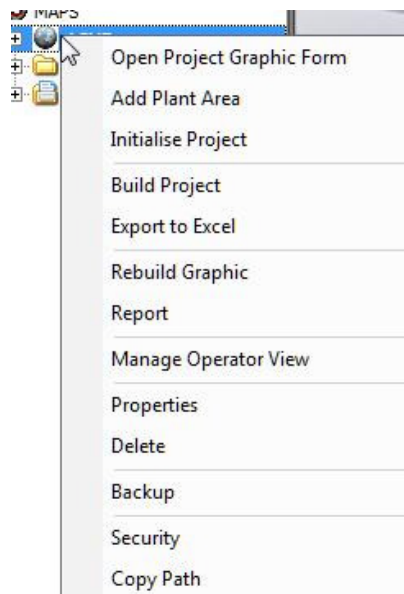 MAPS
Open Project Graphic Form
Add Plant Area
Initialise Project
Build Project
Export to Excel
Rebuild Graphic
Report
Manage Operator View
Properties
Delete
Backup
Security
Copy Path